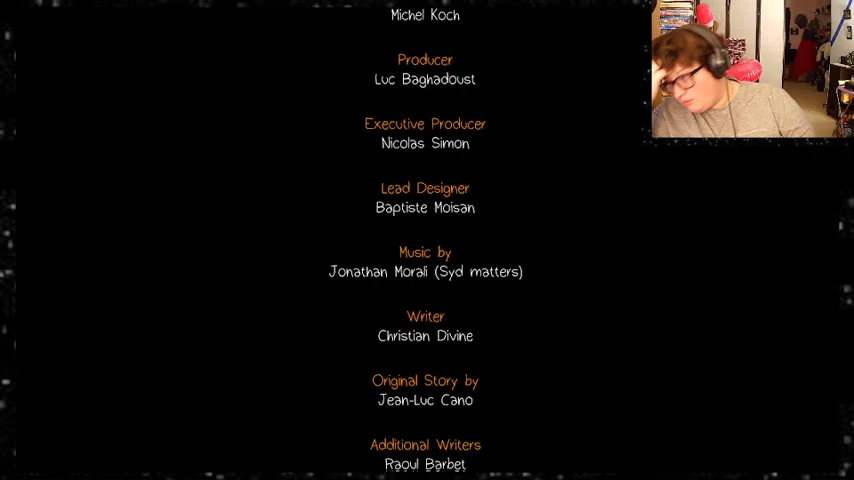 Michel Koch
Producer
Luc Baghadoust
Executive Producer
Nicolas Simon
Lead Designer
Baptiste Moisan
Music by
Jonathan Morali (Syd matters)
Writer
Christian Divine
Original Story by
Jean-Luc Cano
Additional Writers
Raoul Barbet